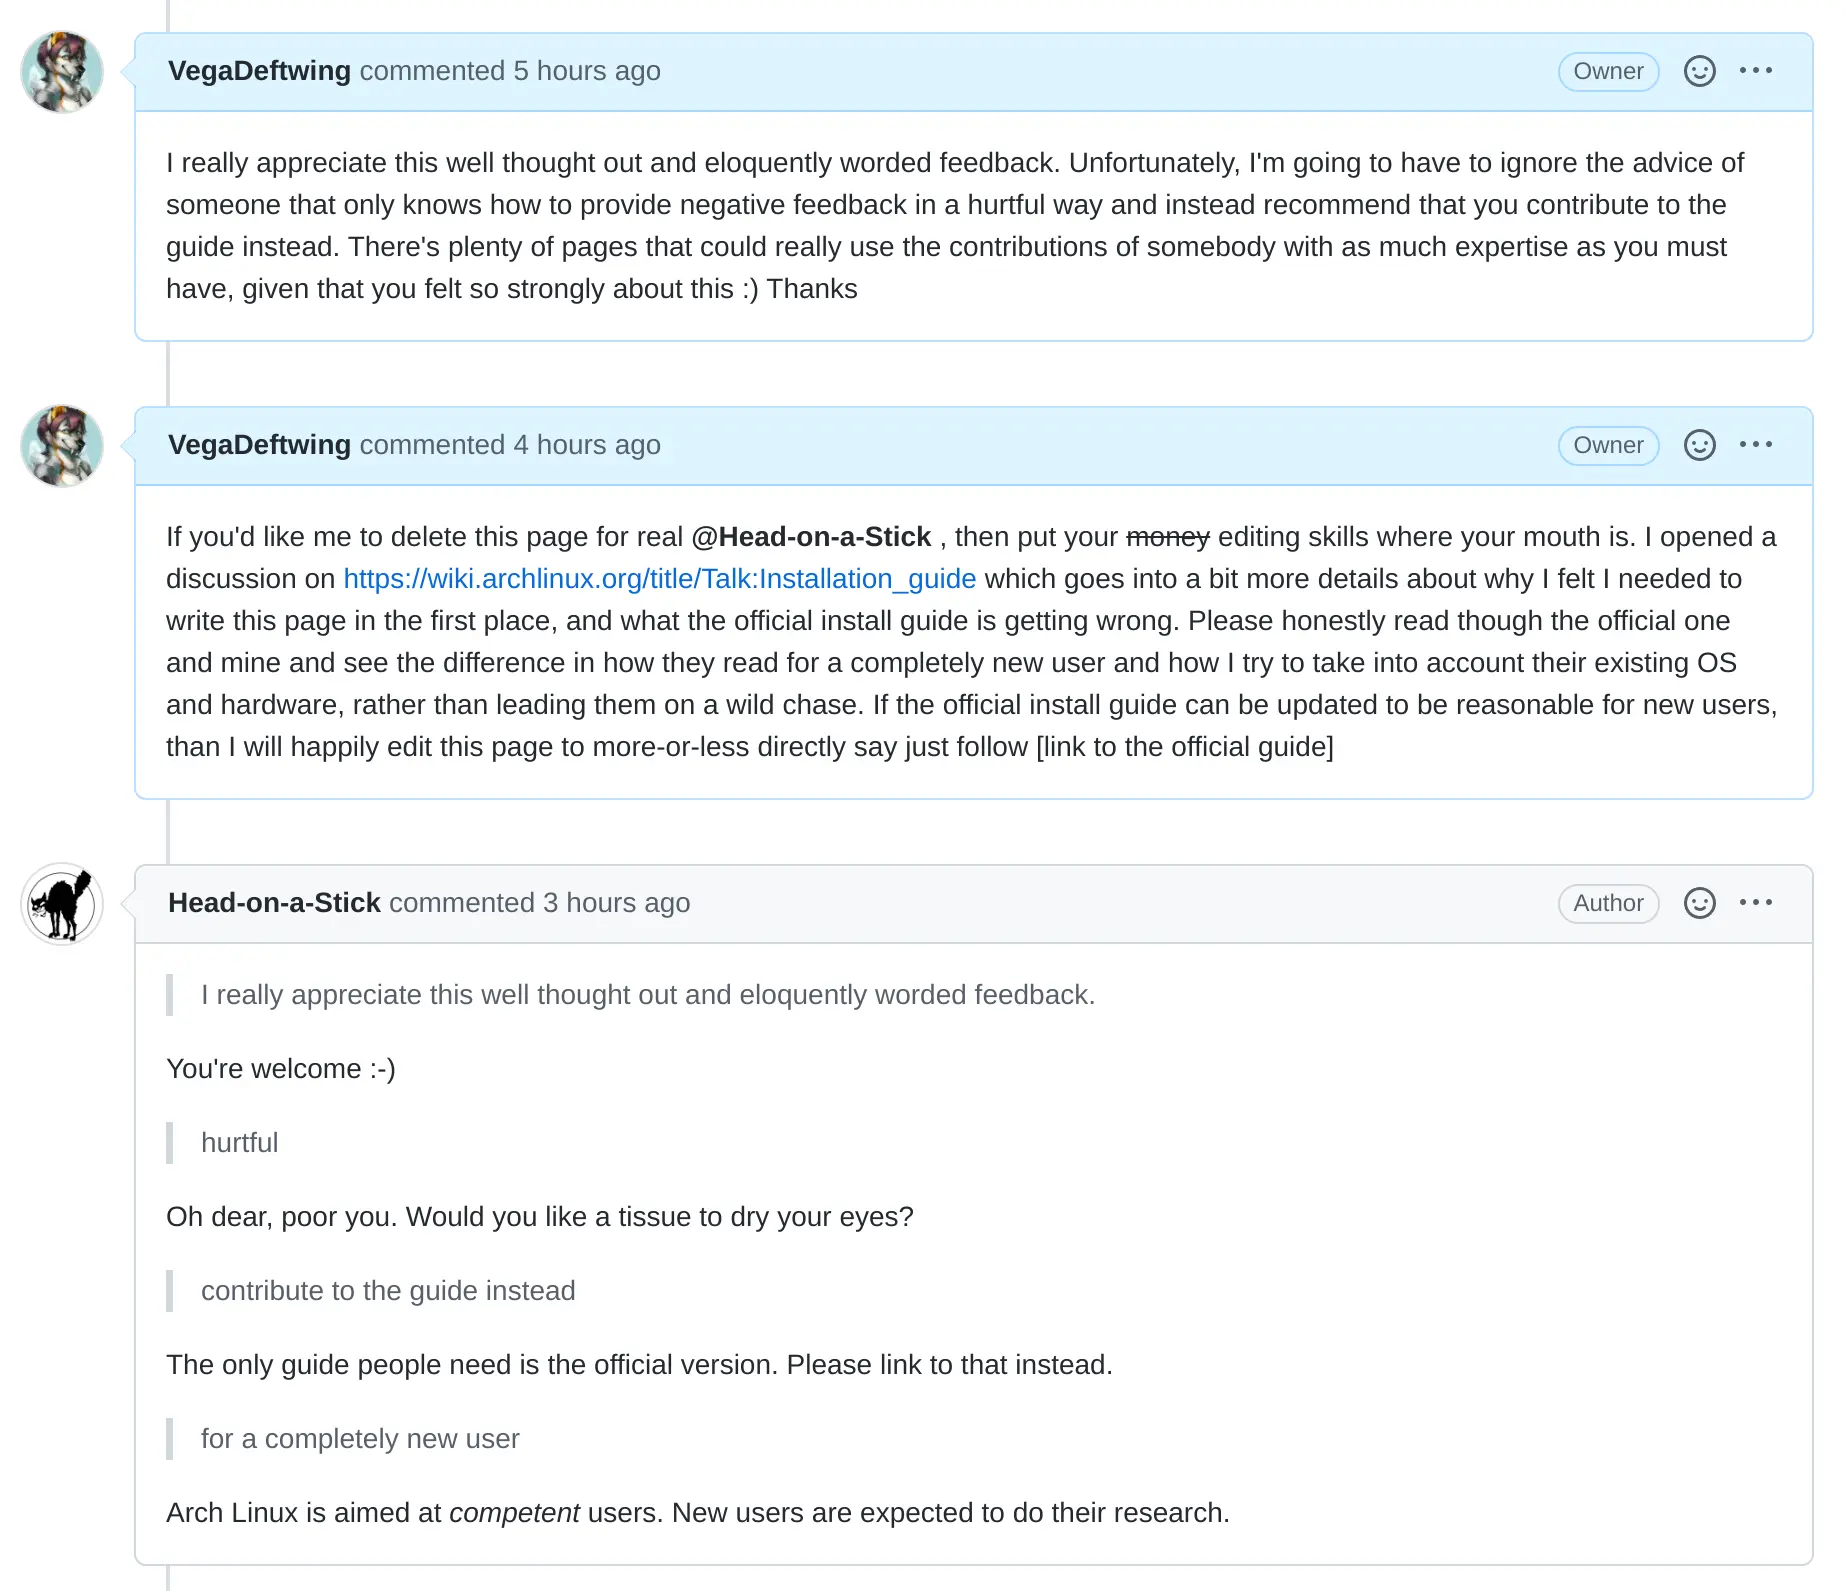 VegaDeftwing commented 5 hours ago
Owner
I really appreciate this well thought out and eloquently worded feedback. Unfortunately, I'm going to have to ignore the advice of
someone that only knows how to provide negative feedback in a hurtful way and instead recommend that you contribute to the
guide instead. There's plenty of pages that could really use the contributions of somebody with as much expertise as you must
have, given that you felt so strongly about this :) Thanks
VegaDeftwing commented 4 hours ago
Owner
If you'd like me to delete this page for real @Head-on-a-Stick , then put your money editing skills where your mouth is. I opened a
discussion on https://wiki.archlinux.org/title/Talk:Installation_guide which goes into a bit more details about why I felt I needed to
write this page in the first place, and what the official install guide is getting wrong. Please honestly read though the official one
and mine and see the difference in how they read for a completely new user and how I try to take into account their existing OS
and hardware, rather than leading them on a wild chase. If the official install guide can be updated to be reasonable for new users,
than I will happily edit this page to more-or-less directly say just follow [link to the official guide]
Head-on-a-Stick commented 3 hours ago
Author
I really appreciate this well thought out and eloquently worded feedback.
You're welcome :-)
hurtful
Oh dear, poor you. Would you like a tissue to dry your eyes?
contribute to the guide instead
The only guide people need is the official version. Please link to that instead.
for a completely new user
Arch Linux is aimed at competent users. New users are expected to do their research.